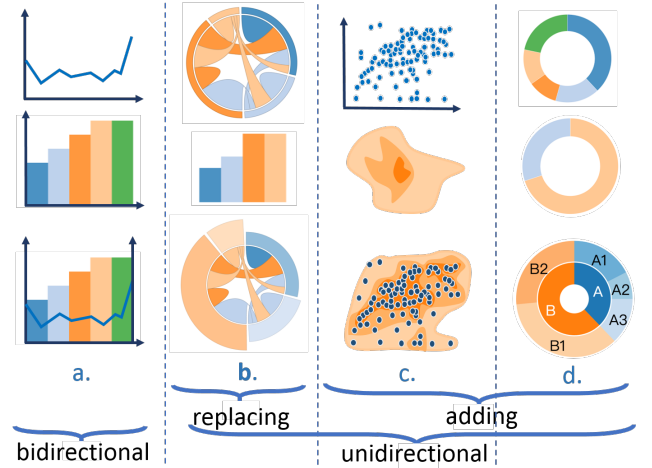 B2
A1
A
A2
B
A3
B1
a.
b.
c.
d.
replacing
adding
bidirectional
unidirectional